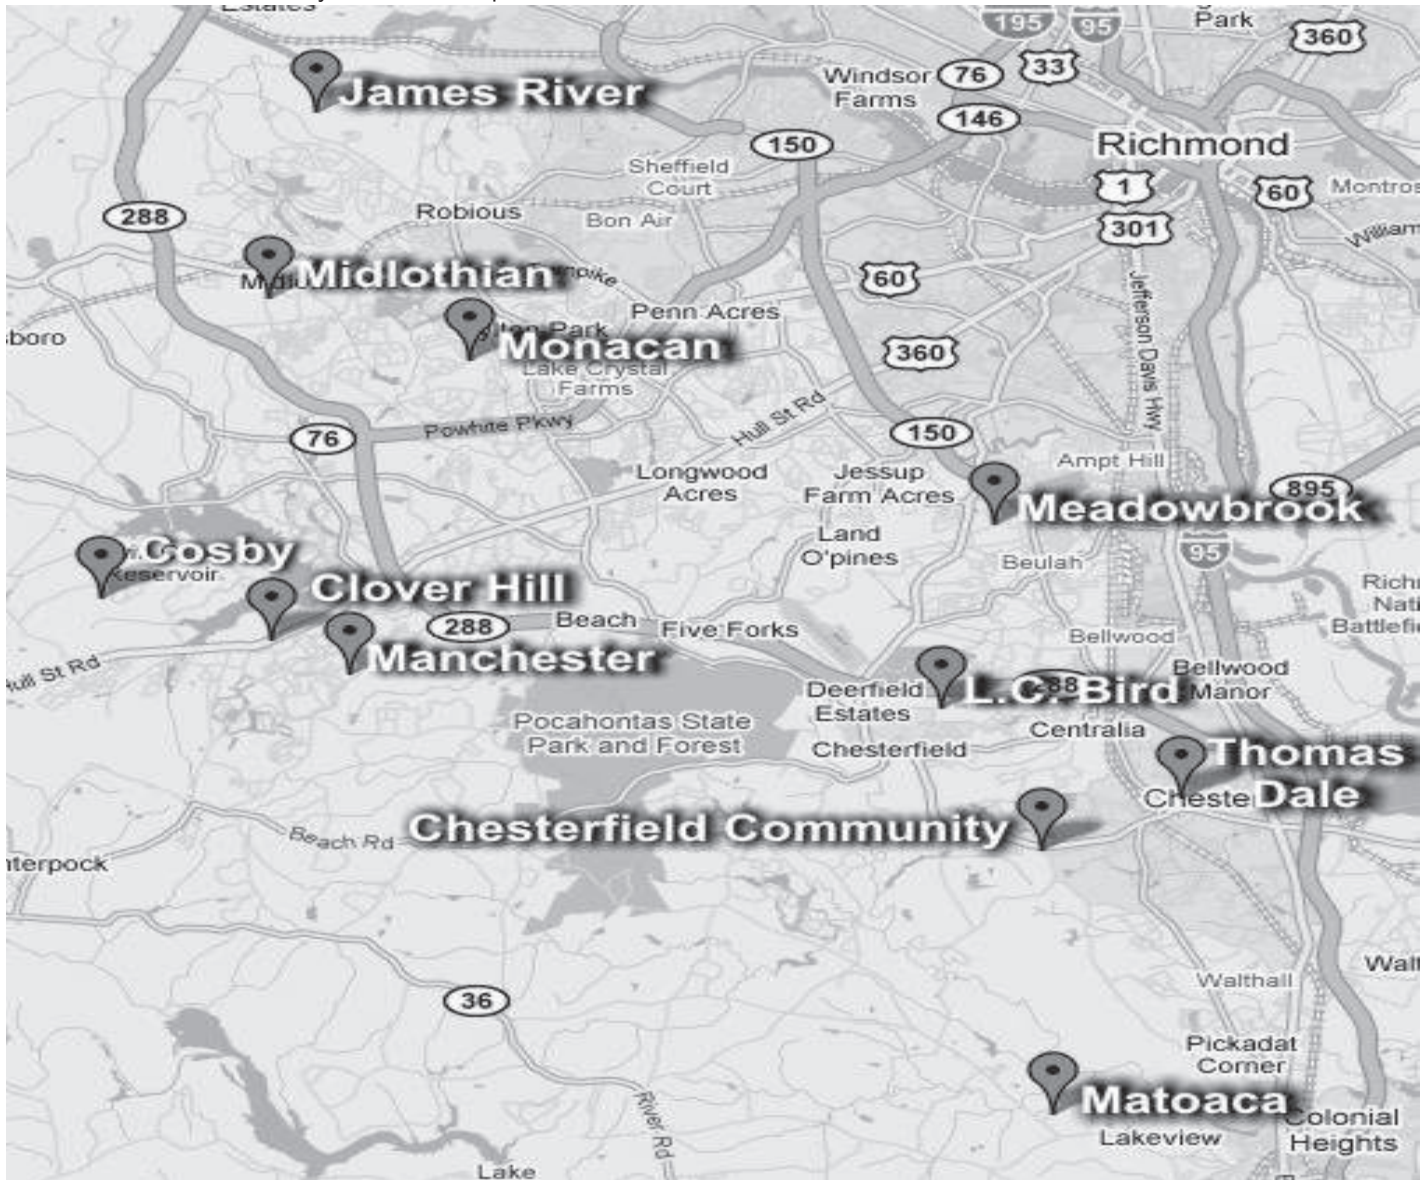 Estates
195
95
Park
360
James River
Windsor
Farms
76
33
146
150
Richmond
Sheffield
Court
1
60
288
Robious
Bon Air
301
Midlothian
60
Penn Acres
Jefferson Davis Hwy
Monacan
Lake Crystal
Farms
360
76
Powhite Pkwy
Hull St Rd
150
Longwood
Acres
Jessup
Farm Acres
Ampt Hill
895
Meadowbrook
Land
O'pines
Cosby
Reservoir
95
Beulah
Clover Hill
288
Beach
Five Forks
Bellwood
Hull St Rd
Manchester
Bellwood
Manor
L.C. Bird
288
Deerfield
Estates
Pocahontas State
Park and Forest
Centralia
Chesterfield
Thomas
Dale
Chesterfield Community
Beach Rd
36
Walthall
Pickadat
Corner
Matoaca
River Rd
Lakeview
Colonial
Heights
Lake